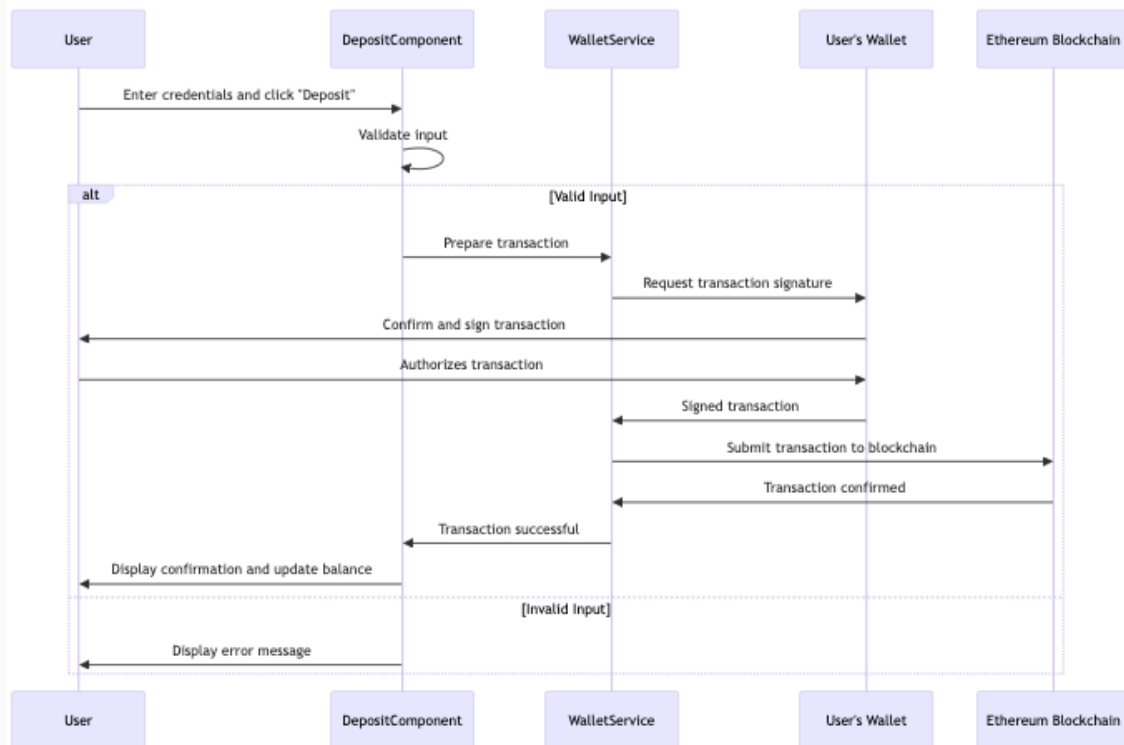 User
DepositComponent
WalletService
User's Wallet
Ethereum Blockchain
Enter credentials and click "Deposit"
Validate input
alt
[Valid Input]
Prepare transaction
Request transaction signature
Confirm and sign transaction
Authorizes transaction
Signed transaction
Submit transaction to blockchain
Transaction confirmed
Transaction successful
Display confirmation and update balance
[Invalid Input]
Display error message
User
DepositComponent
WalletService
User's Wallet
Ethereum Blockchain